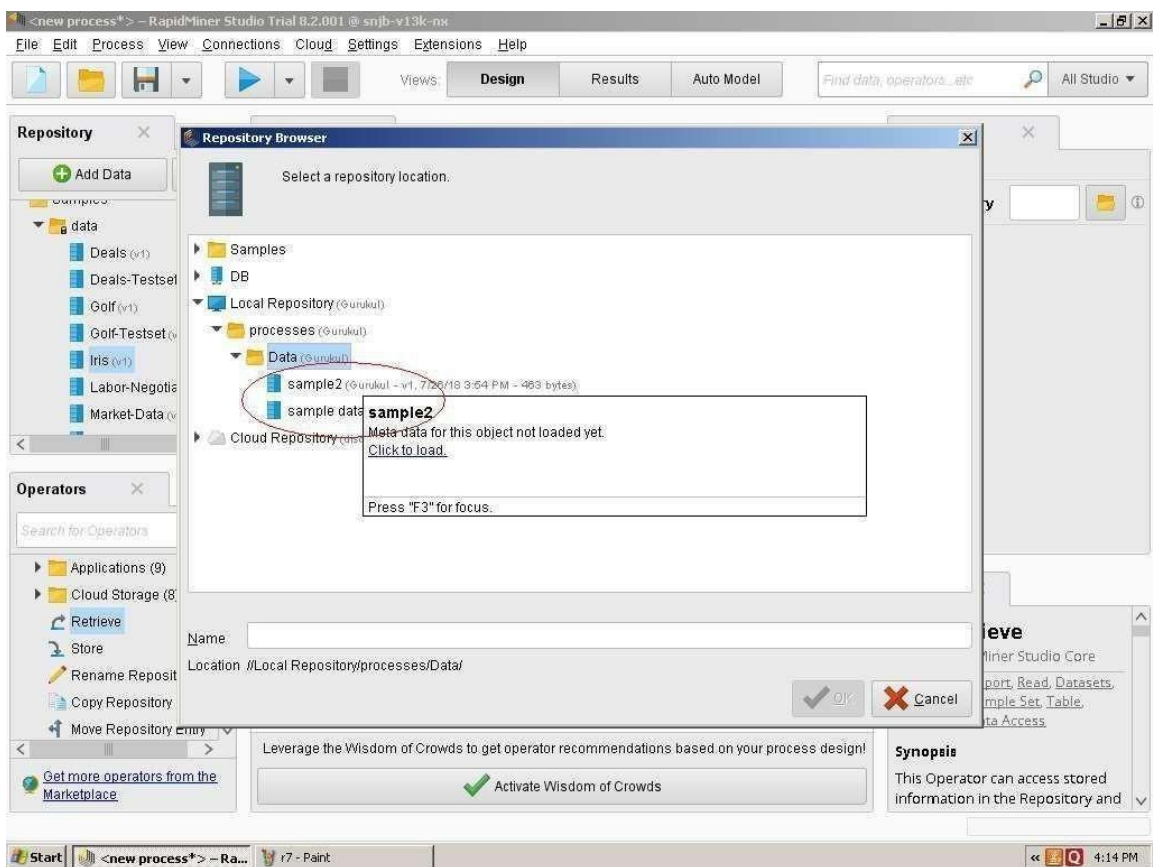 <new process*> – RapidMiner Studio Trial 8.2.001 @ snjb-v13k-nx
File Edit Process View Connections Cloud Settings Extensions Help
Views: Design Results Auto Model Find data, operators...etc All Studio
Repository
Repository Browser
Add Data
Select a repository location.
Samples
data
Deals (v1)
Deals-Testset
Golf (v1)
Golf-Testset (v
Iris (v1)
Labor-Negotia
Market-Data (v
Samples
DB
Local Repository (Gurukul)
processes (Gurukul)
Data (Gurukul)
sample2 (Gurukul - v1, 7/26/18 3:54 PM - 463 bytes)
sample data
Cloud Repository (disc
sample2
Meta data for this object not loaded yet.
Click to load.
Press "F3" for focus.
y
Operators
Search for Operators
Applications (9)
Cloud Storage (8)
Retrieve
Store
Rename Reposit
Copy Repository
Move Repository Entry
Get more operators from the
Marketplace
Name
Location //Local Repository/processes/Data/
OK Cancel
Leverage the Wisdom of Crowds to get operator recommendations based on your process design!
Activate Wisdom of Crowds
ieve
Miner Studio Core
port, Read, Datasets,
mple Set, Table,
ta Access
Synopsis
This Operator can access stored
information in the Repository and
Start <new process*> – Ra... r7 - Paint « Q 4:14 PM